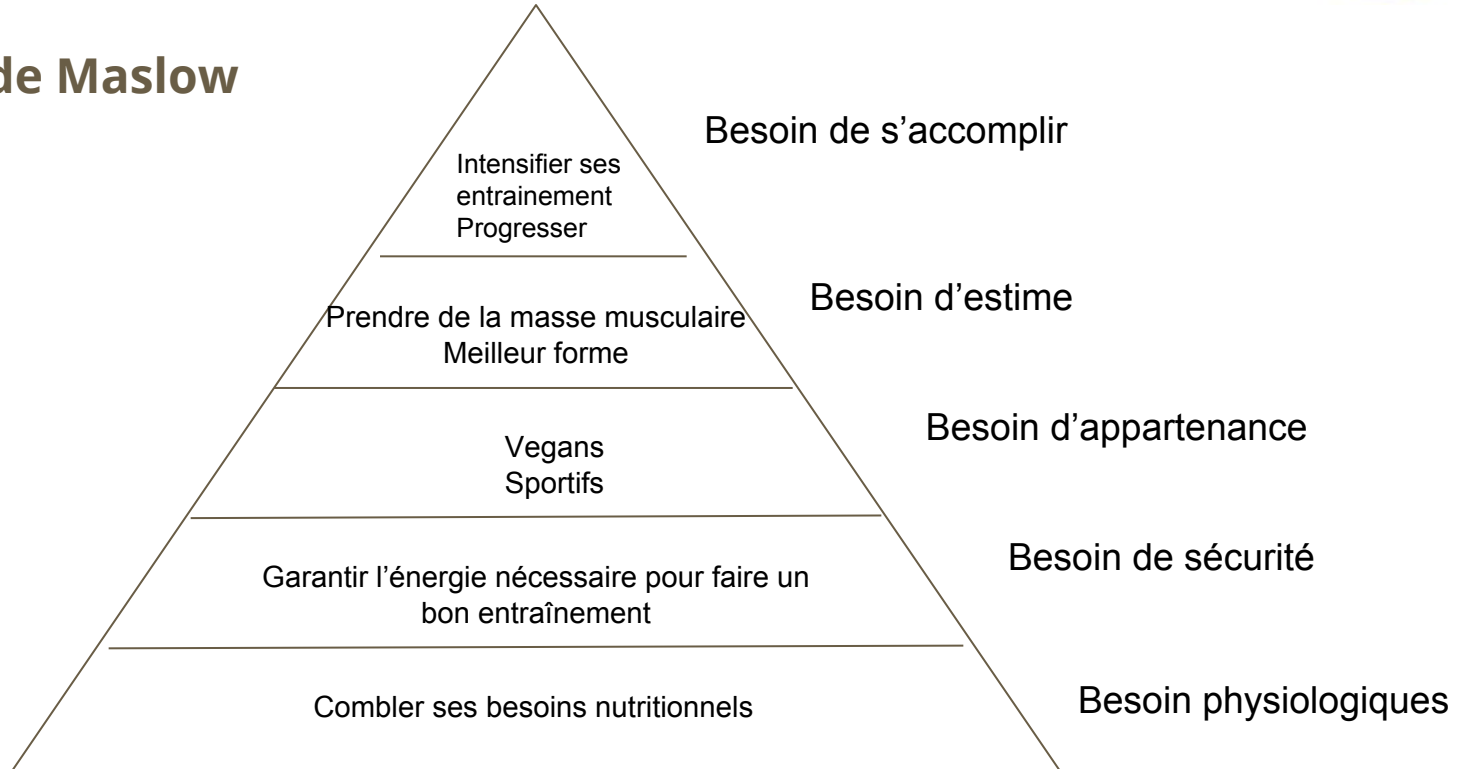 de Maslow
Besoin de s’accomplir
Intensifier ses
entrainement
Progresser
Besoin d’estime
Prendre de la masse musculaire
Meilleur forme
Besoin d’appartenance
Vegans
Sportifs
Besoin de sécurité
Garantir l’énergie nécessaire pour faire un
bon entraînement
Besoin physiologiques
Combler ses besoins nutritionnels